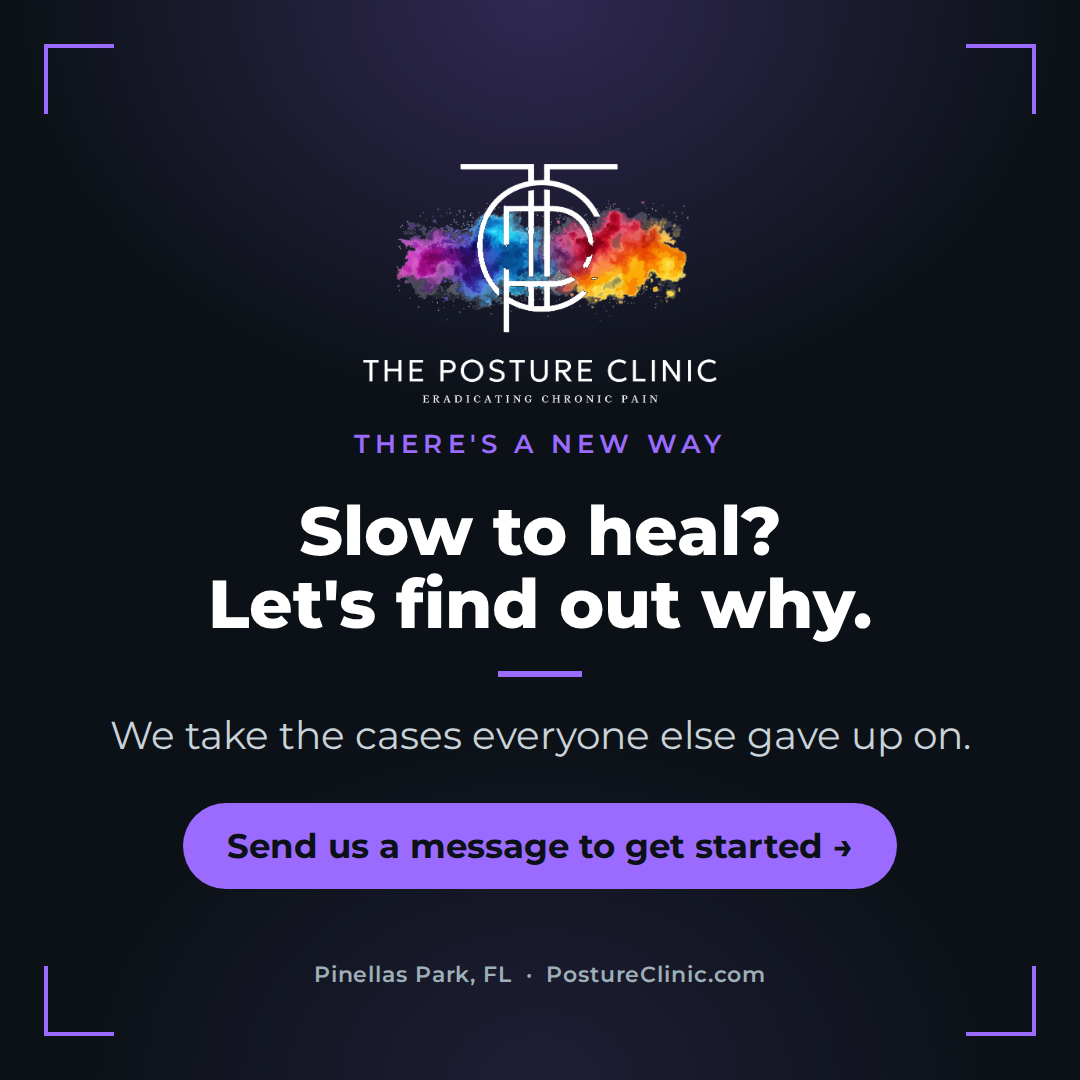 THE POSTURE CLINIC
ERADICATING CHRONIC PAIN
THERE'S A NEW WAY
Slow to heal?
Let's find out why.
We take the cases everyone else gave up on.
Send us a message to get started →
Pinellas Park, FL · PostureClinic.com